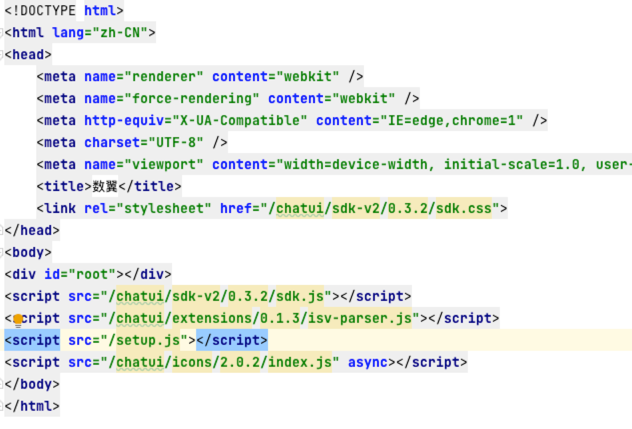 <!DOCTYPE html>
<html lang="zh-CN">
<head>
<meta name="renderer" content="webkit" />
<meta name="force-rendering" content="webkit" />
<meta http-equiv="X-UA-Compatible" content="IE=edge,chrome=1" />
<meta charset="UTF-8" />
<meta name="viewport" content="width=device-width, initial-scale=1.0, user-
<title>数翼</title>
<link rel="stylesheet" href="/chatui/sdk-v2/0.3.2/sdk.css">
</head>
<body>
<div id="root"></div>
<script src="/chatui/sdk-v2/0.3.2/sdk.js"></script>
ript src="/chatui/extensions/0.1.3/isv-parser.js"></script>
<script src="/setup.js"></script>
<script src="/chatui/icons/2.0.2/index.js" async></script>
</body>
</html>